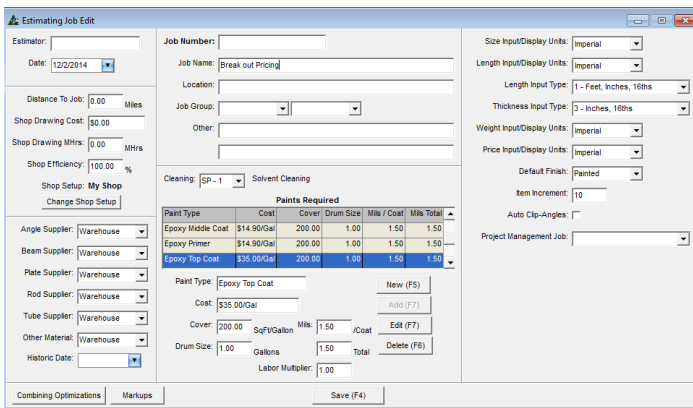 Estimating Job Edit
Estimator:
Date: 12/2/2014
Distance To Job: 0.00 Miles
Shop Drawing Cost: $0.00
Shop Drawing MHrs: 0.00 MHrs
Shop Efficiency: 100.00 %
Shop Setup: My Shop
Change Shop Setup
Angle Supplier: Warehouse
Beam Supplier: Warehouse
Plate Supplier: Warehouse
Rod Supplier: Warehouse
Tube Supplier: Warehouse
Other Material: Warehouse
Historic Date:
Job Number:
Job Name: Break out Pricing
Location:
Job Group:
Other:
Cleaning: SP - 1 Solvent Cleaning
Paints Required
Paint Type Cost Cover Drum Size Mils / Coat Mils Total
Epoxy Middle Coat $14.90/Gal 200.00 1.00 1.50 1.50
Epoxy Primer $14.90/Gal 200.00 1.00 1.50 1.50
Epoxy Top Coat $35.00/Gal 200.00 1.00 1.50 1.50
Paint Type: Epoxy Top Coat New (F5)
Cost: $35.00/Gal Add (F7)
Cover: 200.00 SqFt/Gallon Mils: 1.50 /Coat Edit (F7)
Drum Size: 1.00 Gallons 1.50 Total Delete (F6)
Labor Multiplier: 1.00
Size Input/Display Units: Imperial
Length Input/Display Units: Imperial
Length Input Type: 1 - Feet, Inches, 16ths
Thickness Input Type: 3 - Inches, 16ths
Weight Input/Display Units: Imperial
Price Input/Display Units: Imperial
Default Finish: Painted
Item Increment: 10
Auto Clip-Angles:
Project Management Job:
Combining Optimizations Markups Save (F4)